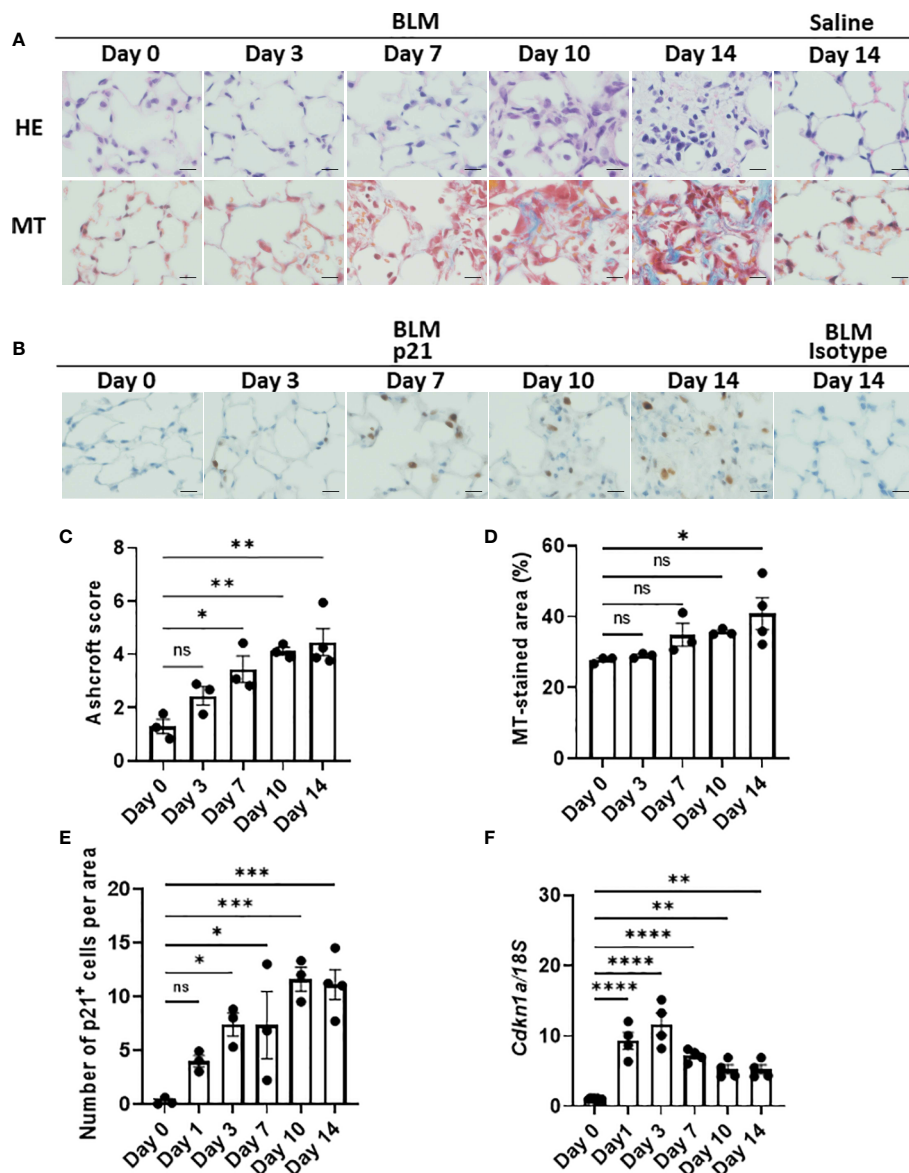 A
BLM Saline
Day 0 Day 3 Day 7 Day 10 Day 14 Day 14
HE
MT
B
BLM BLM
p21 Isotype
Day 0 Day 3 Day 7 Day 10 Day 14 Day 14
C
Ashcroft score
8
6
4
2
0
**
**
*
ns
Day 0 Day 3 Day 7 Day 10 Day 14
D
MT-stained area (%)
60
40
20
0
*
ns
ns
ns
Day 0 Day 3 Day 7 Day 10 Day 14
E
Number of p21+ cells per area
20
15
10
5
0
***
***
*
*
ns
Day 0 Day 1 Day 3 Day 7 Day 10 Day 14
F
Cdkn1a/18S
30
20
10
0
**
**
****
****
****
Day 0 Day1 Day 3 Day 7 Day 10 Day 14